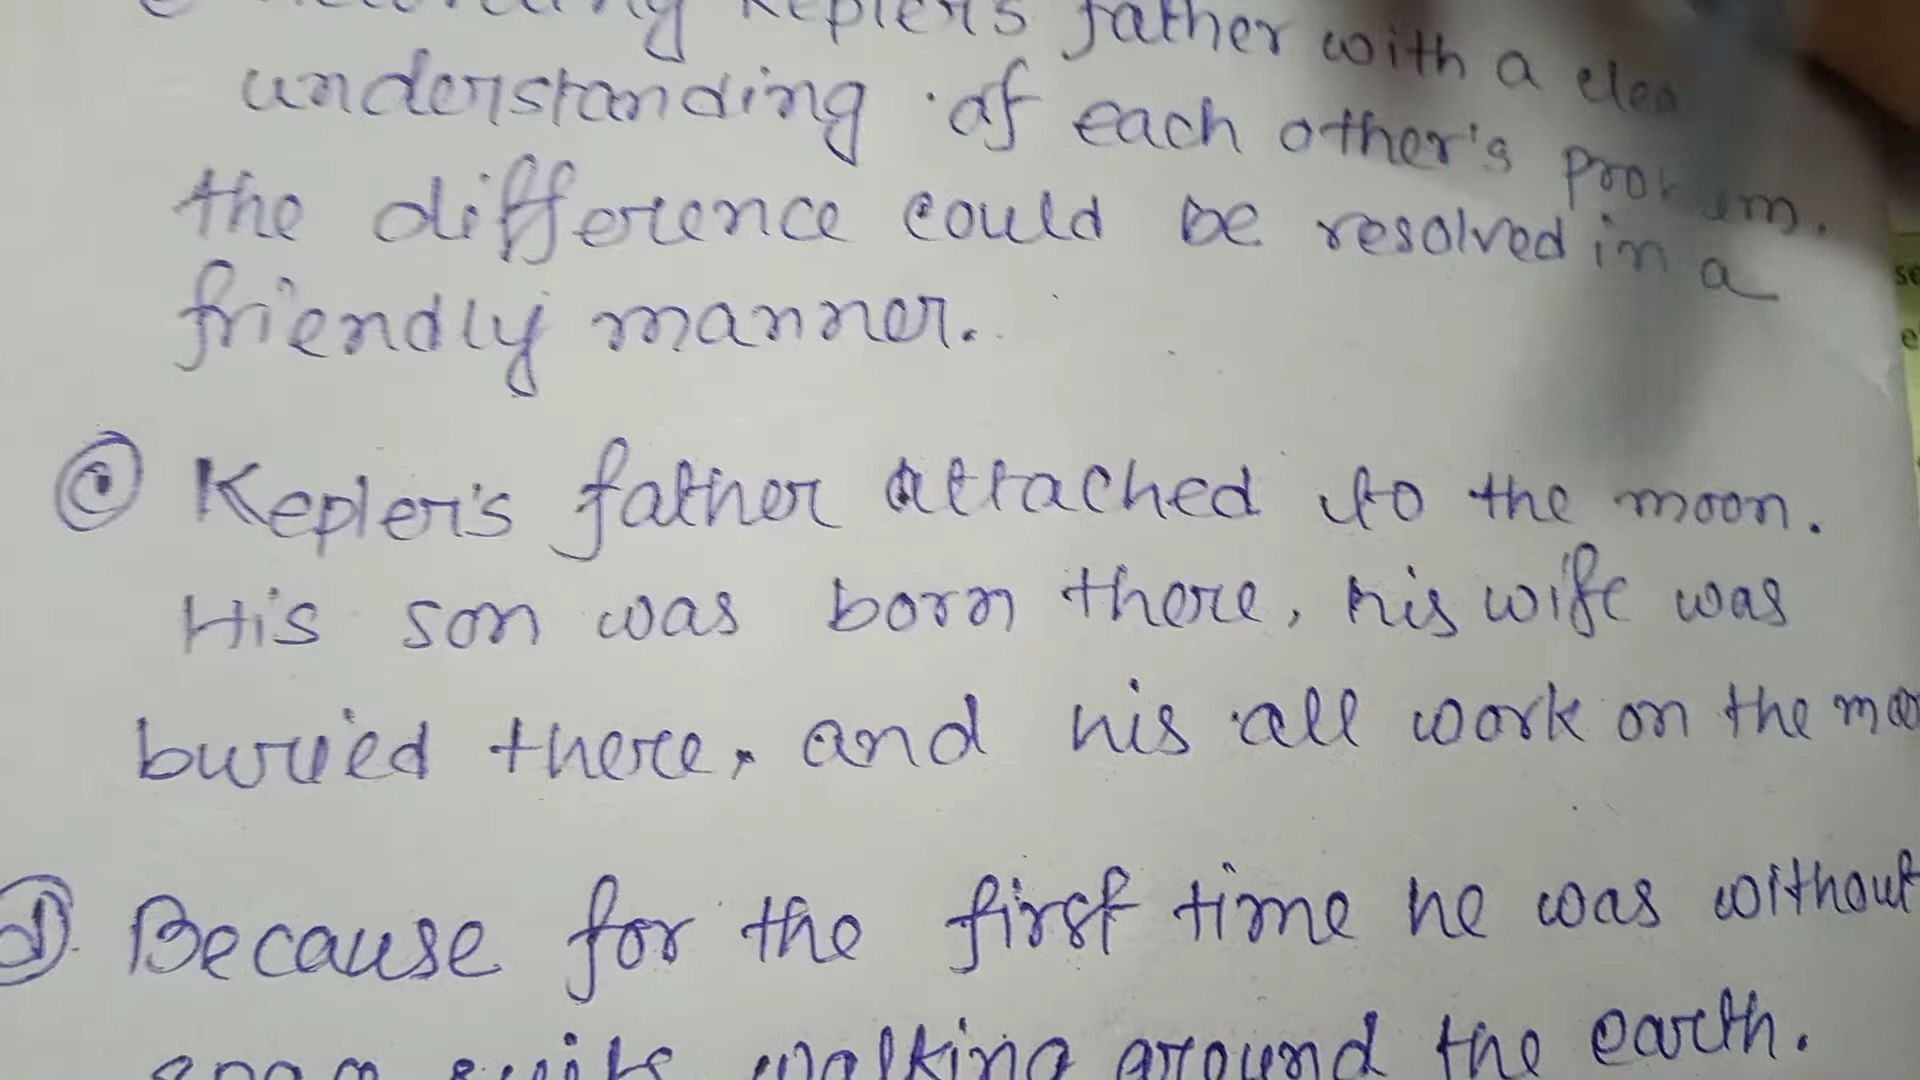 Kepler's father with a
understanding of each other's
the difference could be resolved in a
friendly manner.
c Kepler's father attached to the moon.
His son was born there, his wife was
buried there, and his all work on the
d Because for the first time he was without
walking around the earth.